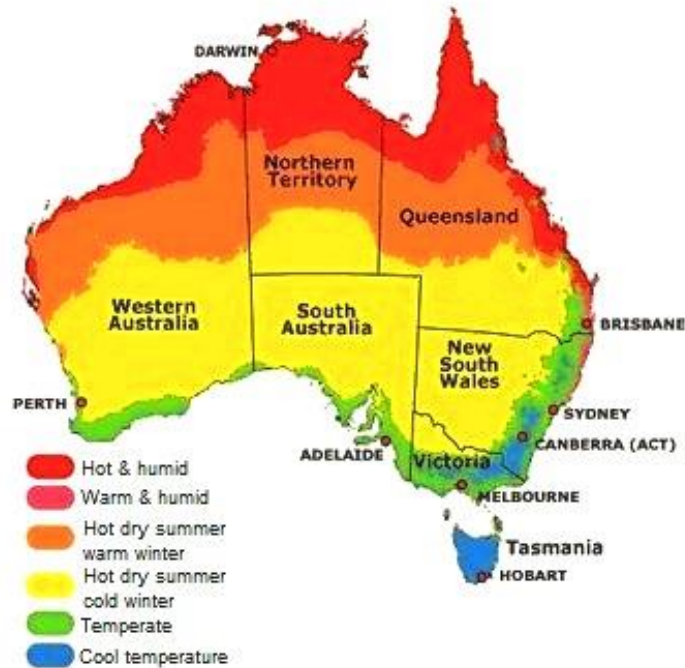 DARWIN
Northern
Territory
Queensland
Western
Australia
South
Australia
New
South
Wales
BRISBANE
PERTH
SYDNEY
ADELAIDE
CANBERRA (ACT)
Victoria
MELBOURNE
Tasmania
HOBART
Hot & humid
Warm & humid
Hot dry summer
warm winter
Hot dry summer
cold winter
Temperate
Cool temperature